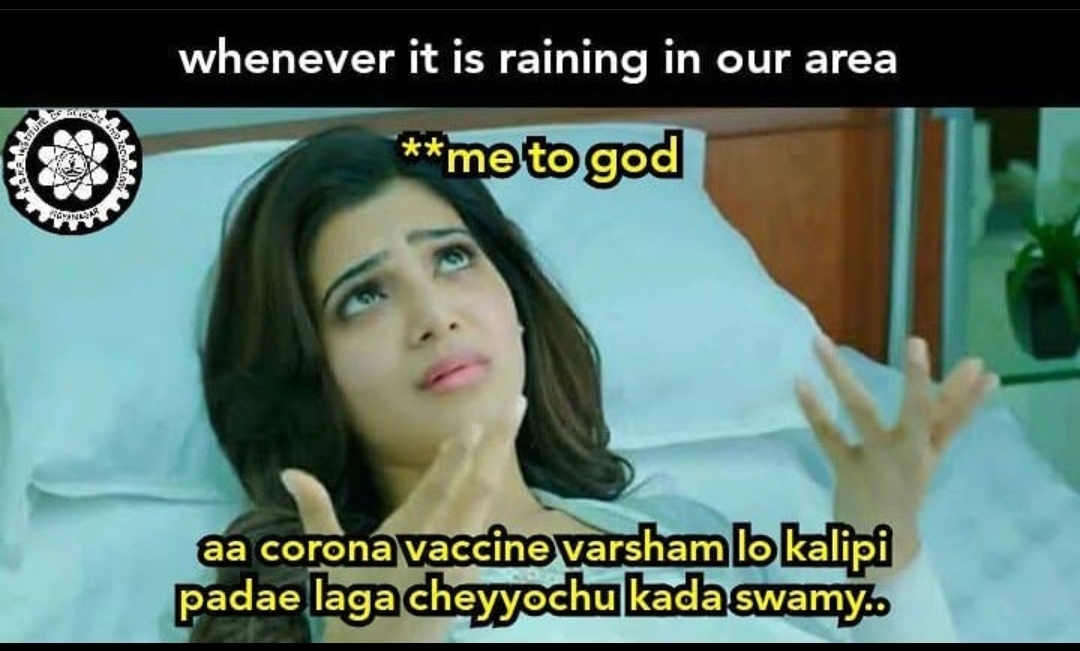 whenever it is raining in our area
**me to god
aa corona vaccine varsham lo kalipi
padae laga cheyyochu kada swamy..
VIGYANAGAR